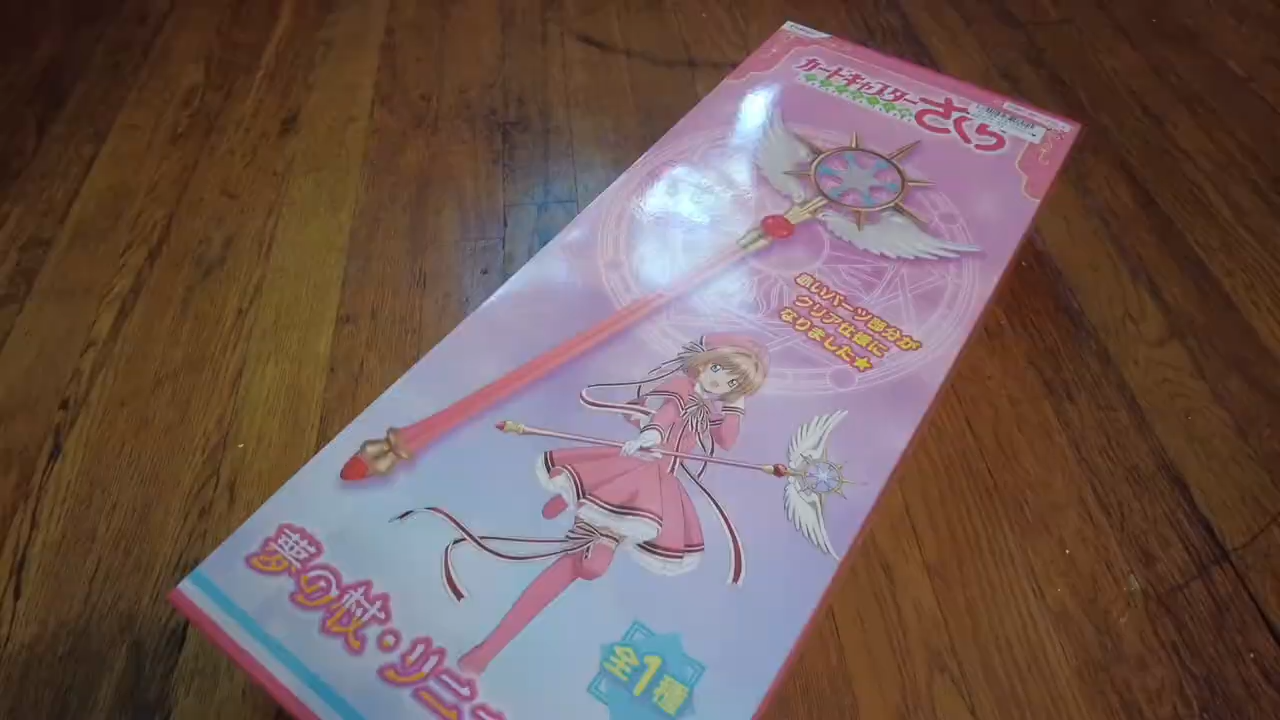 カードキャプター
さくら
赤いパーツ部分が
クリア仕様に
なりました★
夢の杖・リニ
全1種